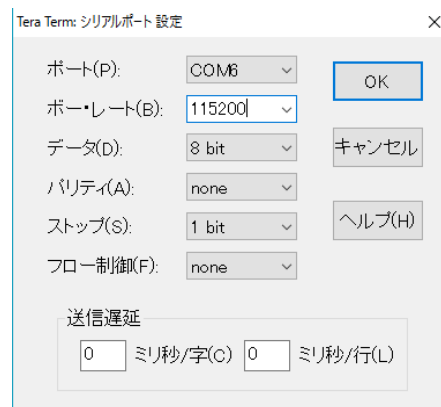 Tera Term: シリアルポート 設定
ポート(P): COM6
OK
ボー・レート(B): 115200
データ(D): 8 bit
キャンセル
パリティ(A): none
ストップ(S): 1 bit
ヘルプ(H)
フロー制御(F): none
送信遅延
0 ミリ秒/字(C) 0 ミリ秒/行(L)